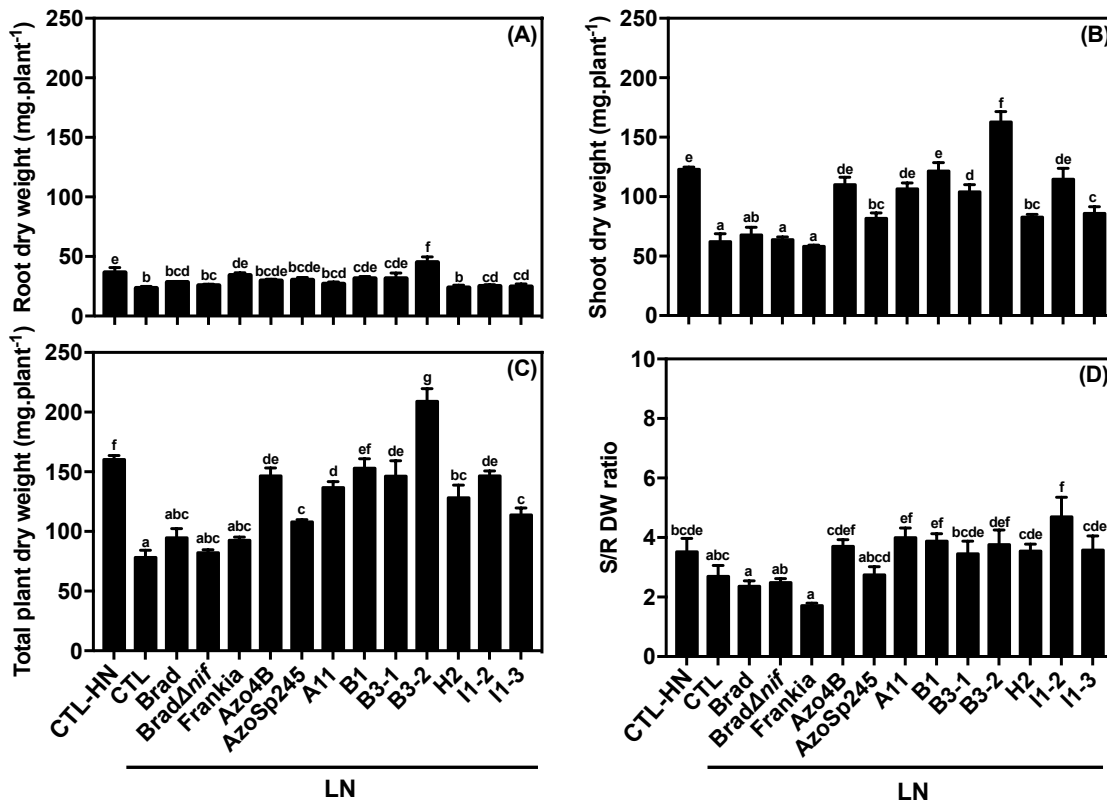 Root dry weight (mg.plant-1)
250
200
150
100
50
0
(A)
e b bcd bc de bcde bcde bcd cde cde f b cd cd
Shoot dry weight (mg.plant-1)
250
200
150
100
50
0
(B)
e a ab a a de bc de e d f bc de c
Total plant dry weight (mg.plant-1)
250
200
150
100
50
0
(C)
f a abc abc abc de c d ef de g bc de c
CTL-HN CTL Brad BradΔnif Frankia Azo4B AzoSp245 A11 B1 B3-1 B3-2 H2 I1-2 I1-3
LN
S/R DW ratio
10
8
6
4
2
0
(D)
bcde abc a ab a cdef abcd ef ef bcde def cde f cde
CTL-HN CTL Brad BradΔnif Frankia Azo4B AzoSp245 A11 B1 B3-1 B3-2 H2 I1-2 I1-3
LN